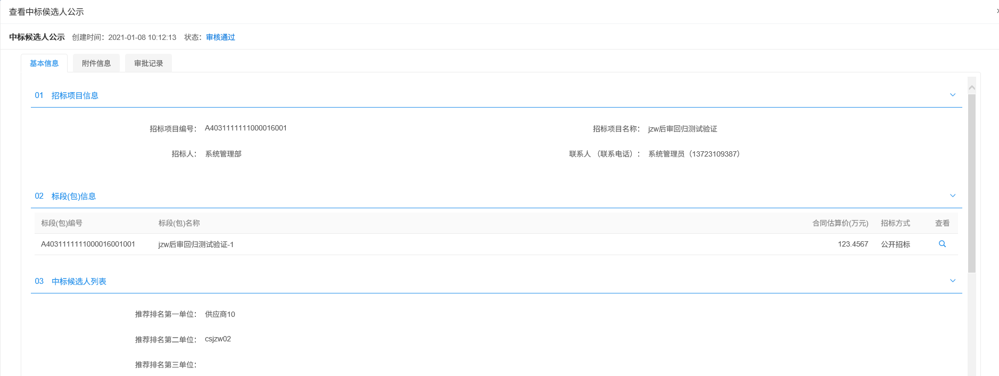 查看中标侯选人公示
中标候选人公示 创建时间：2021-01-08 10:12:13 状态：审核通过
基本信息 附件信息 审批记录
01 招标项目信息
招标项目编号： A4031111111000016001 招标项目名称： jzw后审回归测试验证
招标人： 系统管理部 联系人 （联系电话）： 系统管理员（13723109387）
02 标段(包)信息
标段(包)编号 标段(包)名称 合同估算价(万元) 招标方式 查看
A4031111111000016001001 jzw后审回归测试验证-1 123.4567 公开招标
03 中标候选人列表
推荐排名第一单位： 供应商10
推荐排名第二单位： csjzw02
推荐排名第三单位：